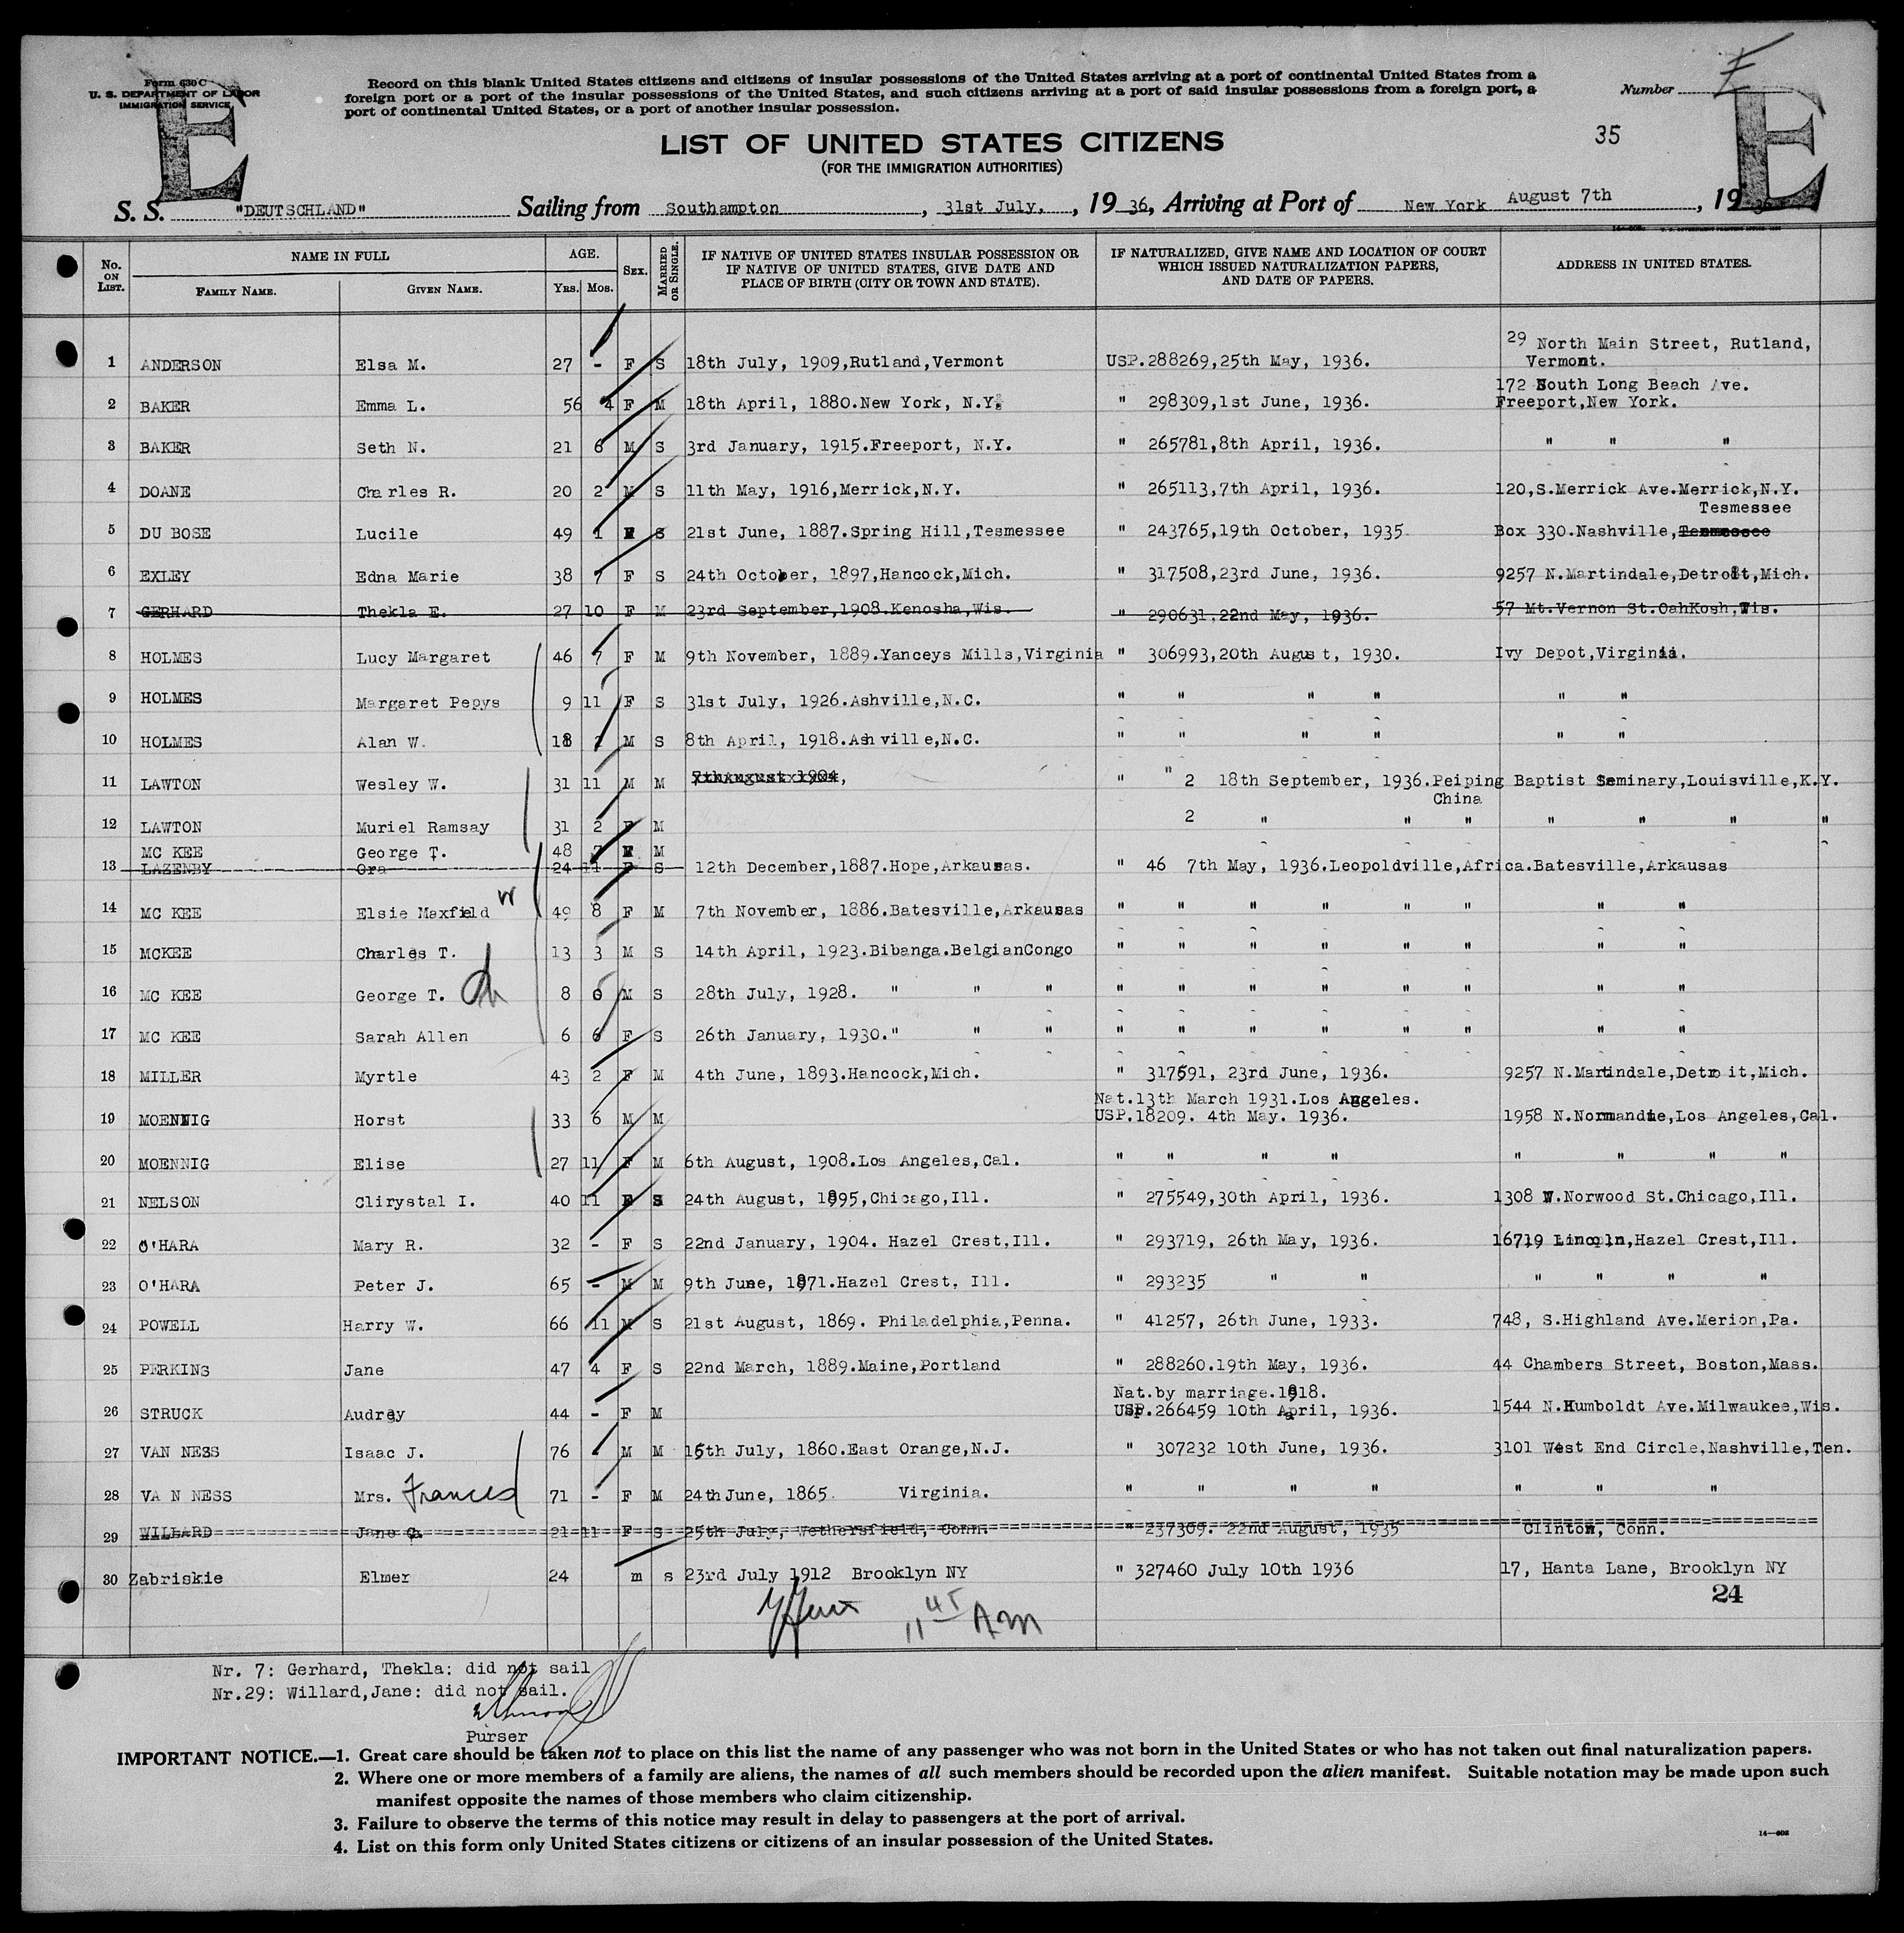 Form 630 C
U. S. DEPARTMENT OF LABOR
IMMIGRATION SERVICE
E
Record on this blank United States citizens and citizens of insular possessions of the United States arriving at a port of continental United States from a
foreign port or a port of the insular possessions of the United States, and such citizens arriving at a port of said insular possessions from a foreign port, a
port of continental United States, or a port of another insular possession.
Number
E
35
LIST OF UNITED STATES CITIZENS
(FOR THE IMMIGRATION AUTHORITIES)
S. S. "DEUTSCHLAND" Sailing from Southampton, 31st July, , 1936, Arriving at Port of New York August 7th, 19
No. ON LIST. NAME IN FULL AGE. SEX. MARRIED OR SINGLE. IF NATIVE OF UNITED STATES INSULAR POSSESSION OR IF NATIVE OF UNITED STATES, GIVE DATE AND PLACE OF BIRTH (CITY OR TOWN AND STATE). IF NATURALIZED, GIVE NAME AND LOCATION OF COURT WHICH ISSUED NATURALIZATION PAPERS, AND DATE OF PAPERS. ADDRESS IN UNITED STATES.
FAMILY NAME. GIVEN NAME. YRS. MOS.
29 North Main Street, Rutland,
1 ANDERSON Elsa M. 27 - F S 18th July, 1909,Rutland,Vermont USP.288269,25th May, 1936. Vermont.
172 South Long Beach Ave.
2 BAKER Emma L. 56 4 F M 18th April, 1880.New York, N.Y. " 298309,1st June, 1936. Freeport,New York.
3 BAKER Seth N. 21 6 M S 3rd January, 1915.Freeport, N.Y. " 265781,8th April, 1936. " " "
4 DOANE Charles R. 20 2 M S 11th May, 1916,Merrick,N.Y. " 265113,7th April, 1936. 120,S.Merrick Ave.Merrick,N.Y.
Tesmessee
5 DU BOSE Lucile 49 1 F S 21st June, 1887.Spring Hill,Tesmessee " 243765,19th October, 1935. Box 330.Nashville,Tesmessee
6 EXLEY Edna Marie 38 7 F S 24th October, 1897,Hancock,Mich. " 317508,23rd June, 1936. 9257 N.Martindale,Detroit,Mich.
7 GERHARD Thekla E. 27 10 F M 23rd September,1908.Kenosha,Wis. " 290631,22nd May, 1936. 57 Mt.Vernon St.OahKosh,Wis.
8 HOLMES Lucy Margaret 46 7 F M 9th November, 1889.Yanceys Mills,Virginia " 306993,20th August, 1930. Ivy Depot,Virginia.
9 HOLMES Margaret Pepys 9 11 F S 31st July, 1926.Ashville,N.C. " " " " " "
10 HOLMES Alan W. 18 2 M S 8th April, 1918.Ashville,N.C. " " " " " "
11 LAWTON Wesley W. 31 11 M M 7thAugust 1904, " " 2 18th September, 1936.Peiping Baptist Seminary,Louisville,K.Y.
China
12 LAWTON Muriel Ramsay 31 2 F M 2 " " " " " " "
MC KEE George T. 48 7 M M
13 LAZENBY Ora 24 11 F S 12th December,1887.Hope,Arkausas. " 46 7th May, 1936.Leopoldville,Africa.Batesville,Arkausas
14 MC KEE Elsie Maxfield W 49 8 F M 7th November, 1886.Batesville,Arkausas " " " " " " " "
15 MCKEE Charles T. 13 3 M S 14th April, 1923.Bibanga.BelgianCongo " " " " " " " "
16 MC KEE George T. 8 0 M S 28th July, 1928. " " " " " " " " " " "
17 MC KEE Sarah Allen 6 6 F S 26th January, 1930." " " " " " " " " " "
18 MILLER Myrtle 43 2 F M 4th June, 1893.Hancock,Mich. " 317591, 23rd June, 1936. 9257 N.Martindale,Detroit,Mich.
Nat.13th March 1931.Los Angeles.
19 MOENNIG Horst 33 6 M M USP.18209. 4th May. 1936. 1958 N.Normandie,Los Angeles,Cal.
20 MOENNIG Elise 27 11 F M 6th August, 1908.Los Angeles,Cal. " " " " " " " "
21 NELSON Clirystal I. 40 11 F S 24th August, 1895,Chicago,Ill. " 275549,30th April, 1936. 1308 W.Norwood St.Chicago,Ill.
22 O'HARA Mary R. 32 - F S 22nd January, 1904. Hazel Crest,Ill. " 293719, 26th May, 1936. 16719 Lincoln,Hazel Crest,Ill.
23 O'HARA Peter J. 65 - M M 9th June, 1871.Hazel Crest, Ill. " 293235 " " " " " "
24 POWELL Harry W. 66 11 M S 21st August, 1869. Philadelphia,Penna. " 41257, 26th June, 1933. 748, S.Highland Ave.Merion,Pa.
25 PERKINS Jane 47 4 F S 22nd March, 1889.Maine,Portland " 288260.19th May, 1936. 44 Chambers Street, Boston,Mass.
Nat.by marriage.1918.
26 STRUCK Audrey 44 - F M USP.266459 10th April, 1936. 1544 N.Humboldt Ave.Milwaukee,Wis.
27 VAN NESS Isaac J. 76 - M M 15th July, 1860.East Orange,N.J. " 307232 10th June, 1936. 3101 West End Circle,Nashville,Ten.
28 VA N NESS Mrs. Frances 71 - F M 24th June, 1865. Virginia. " " " " " " "
29 WILLARD Jane C. 21 11 F S 25th July, Wethersfield, Conn. " 237309. 22nd August, 1935 Clinton, Conn.
30 Zabriskie Elmer 24 m s 23rd July 1912 Brooklyn NY " 327460 July 10th 1936 17, Hanta Lane, Brooklyn NY
24
11 45 AM
Nr. 7: Gerhard, Thekla: did not sail
Nr.29: Willard,Jane: did not sail.
Purser
IMPORTANT NOTICE.—1. Great care should be taken not to place on this list the name of any passenger who was not born in the United States or who has not taken out final naturalization papers.
2. Where one or more members of a family are aliens, the names of all such members should be recorded upon the alien manifest. Suitable notation may be made upon such
manifest opposite the names of those members who claim citizenship.
3. Failure to observe the terms of this notice may result in delay to passengers at the port of arrival.
4. List on this form only United States citizens or citizens of an insular possession of the United States.
14—608